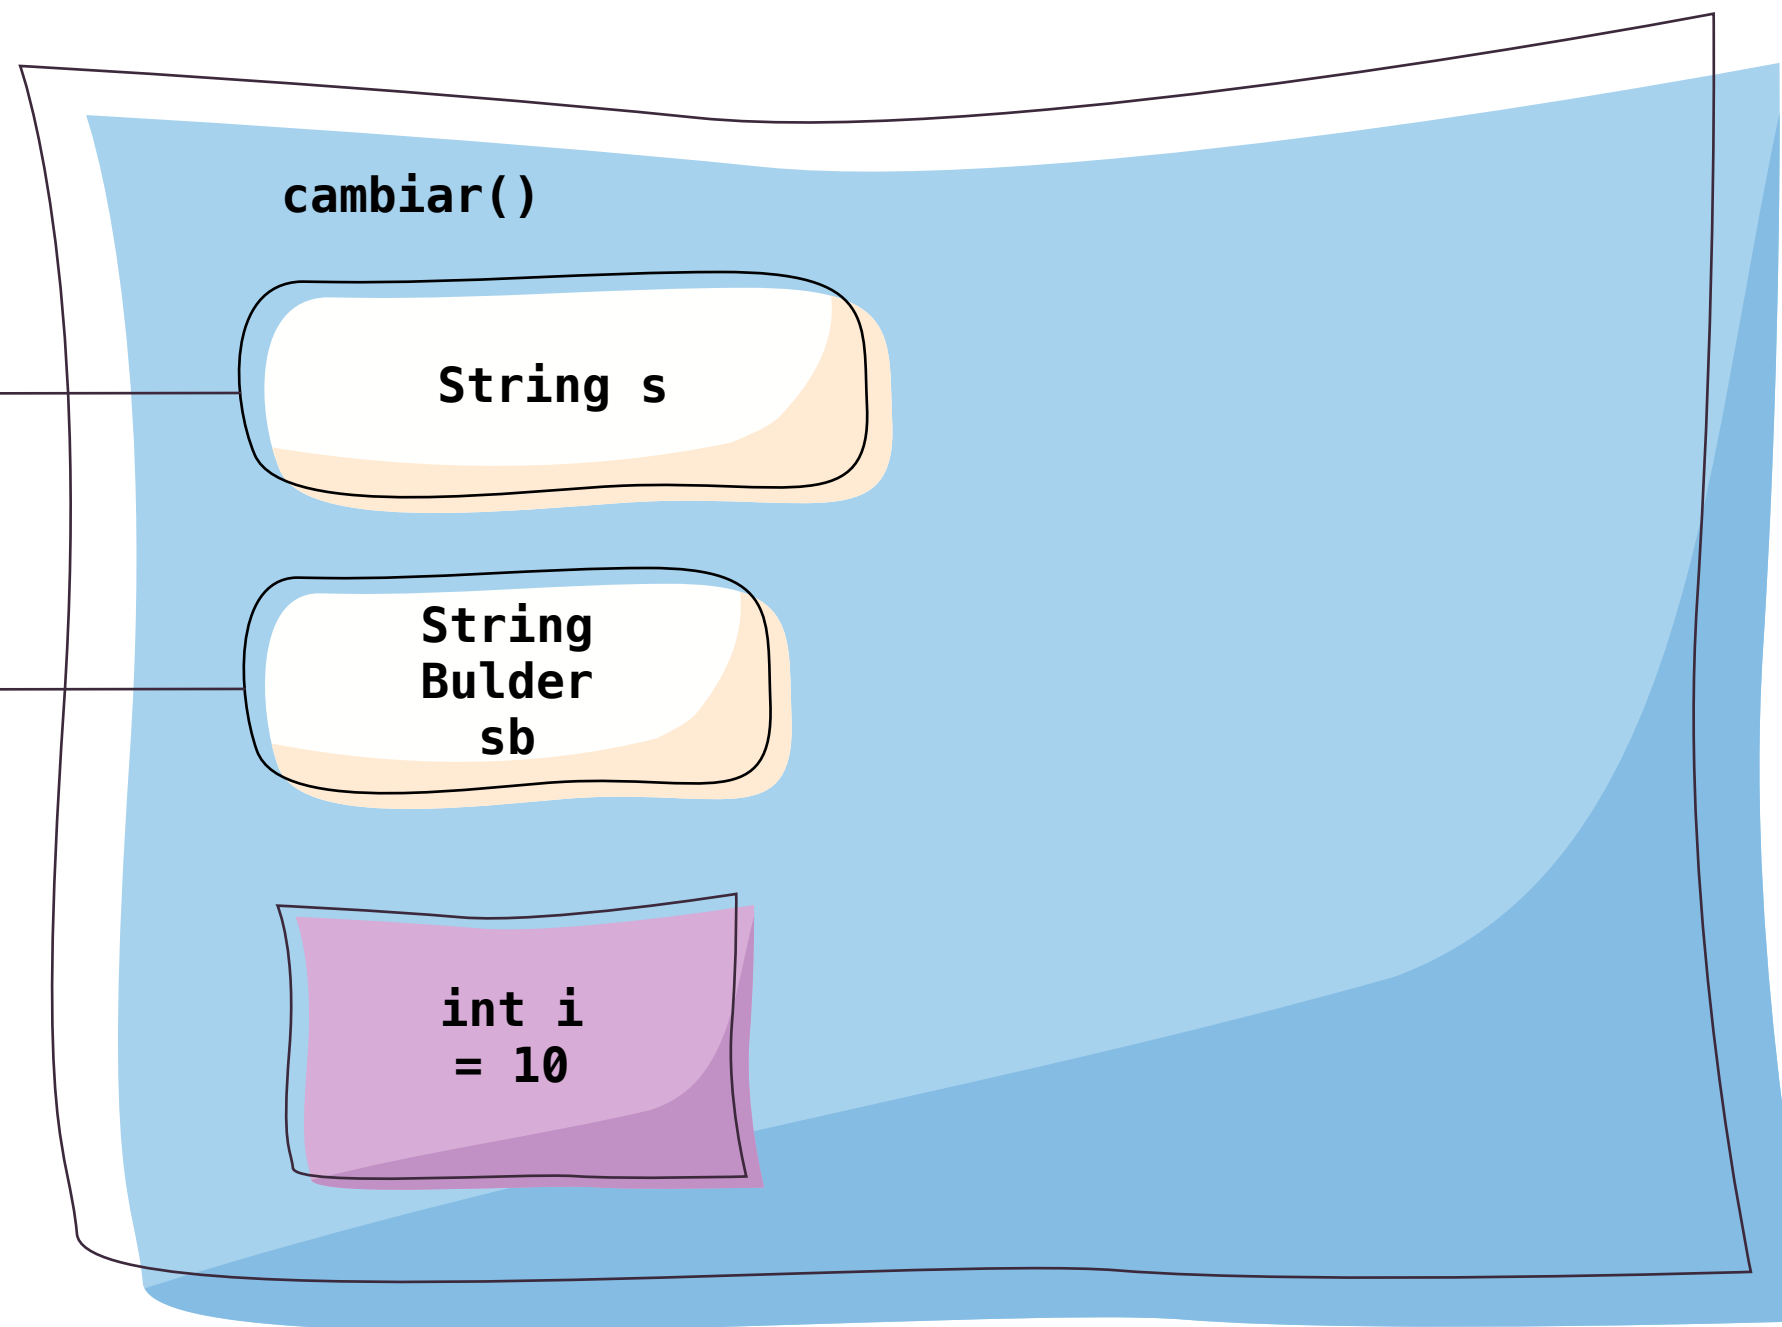 cambiar()
String s
String
Bulder
sb
int i
= 10